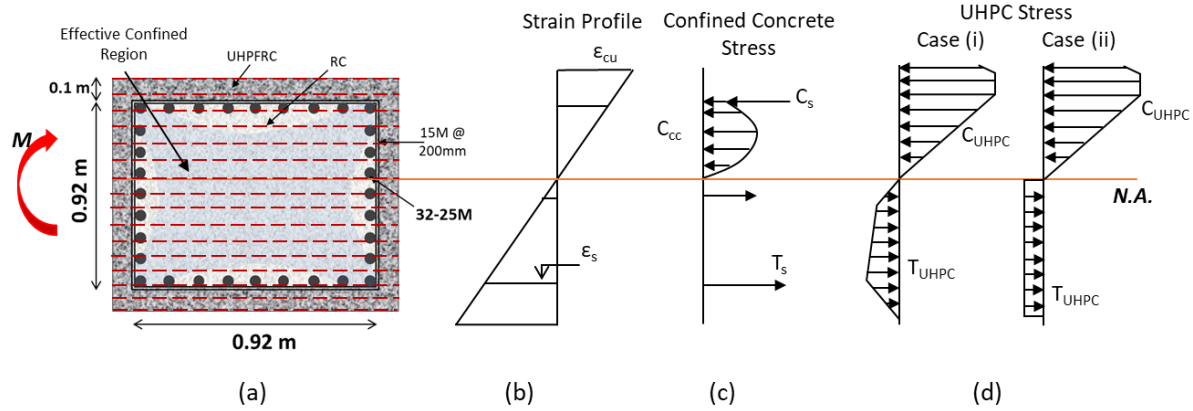 Effective Confined
Region
UHPFRC
RC
0.1 m
M
0.92 m
15M @
200mm
32-25M
0.92 m
(a)
Strain Profile
εcu
εs
(b)
Confined Concrete
Stress
Cs
Ccc
Ts
(c)
UHPC Stress
Case (i)
Case (ii)
CUHPC
CUHPC
N.A.
TUHPC
TUHPC
(d)